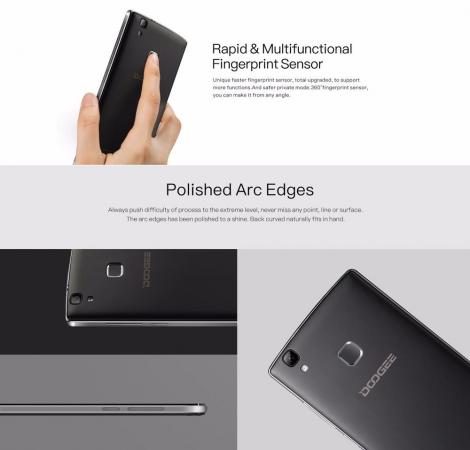 Rapid & Multifunctional
Fingerprint Sensor
Unique faster fingerprint sensor, total upgraded, to support
more functions.And safer private mode. 360°fingerprint sensor,
you can make it from any angle.
Polished Arc Edges
Always push difficulty of process to the extreme level, never miss any point, line or surface.
The arc edges has been polished to a shine. Back curved naturally fits in hand.
DOOGEE
DOOGEE